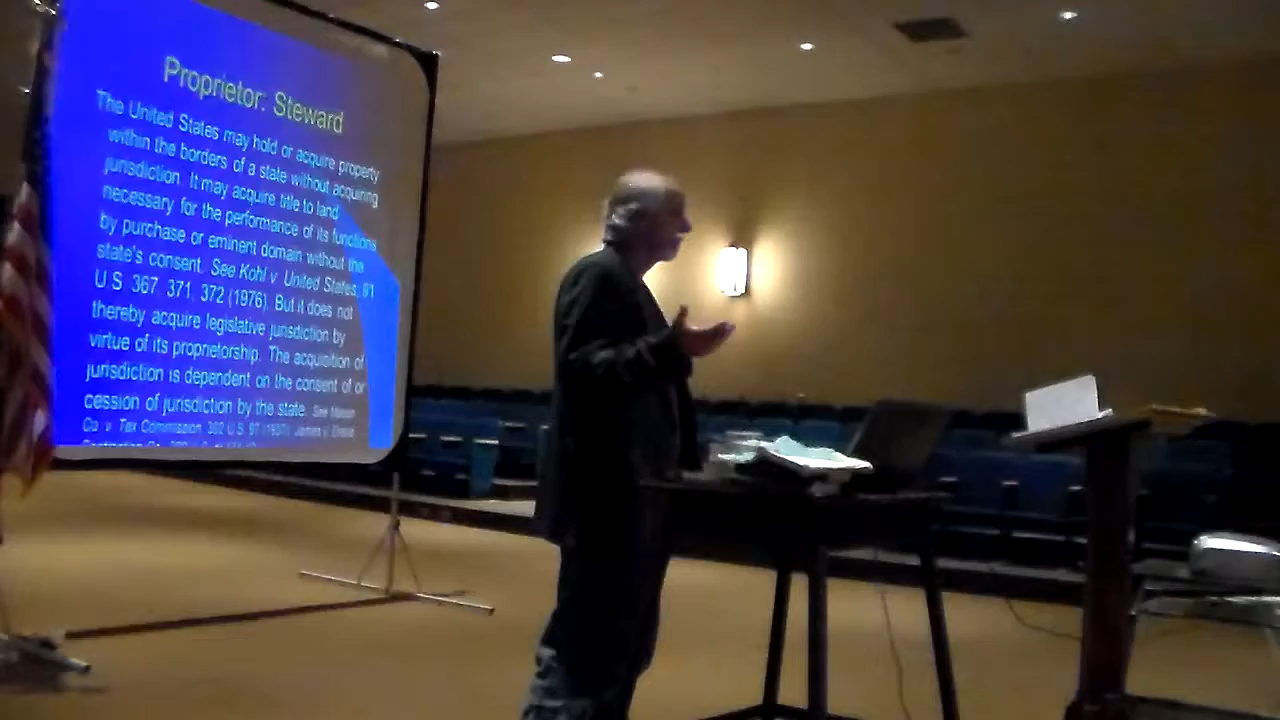 Proprietor: Steward
The United States may hold or acquire property
within the borders of a state without acquiring
jurisdiction. It may acquire title to land
necessary for the performance of its functions
by purchase or eminent domain without the
state's consent. See Kohl v. United States, 91
U.S. 367, 371, 372 (1976). But it does not
thereby acquire legislative jurisdiction by
virtue of its proprietorship. The acquisition of
jurisdiction is dependent on the consent of or
cession of jurisdiction by the state. See Mason
Co. v. Tax Commission, 302 U.S. 97 (1937); James v.